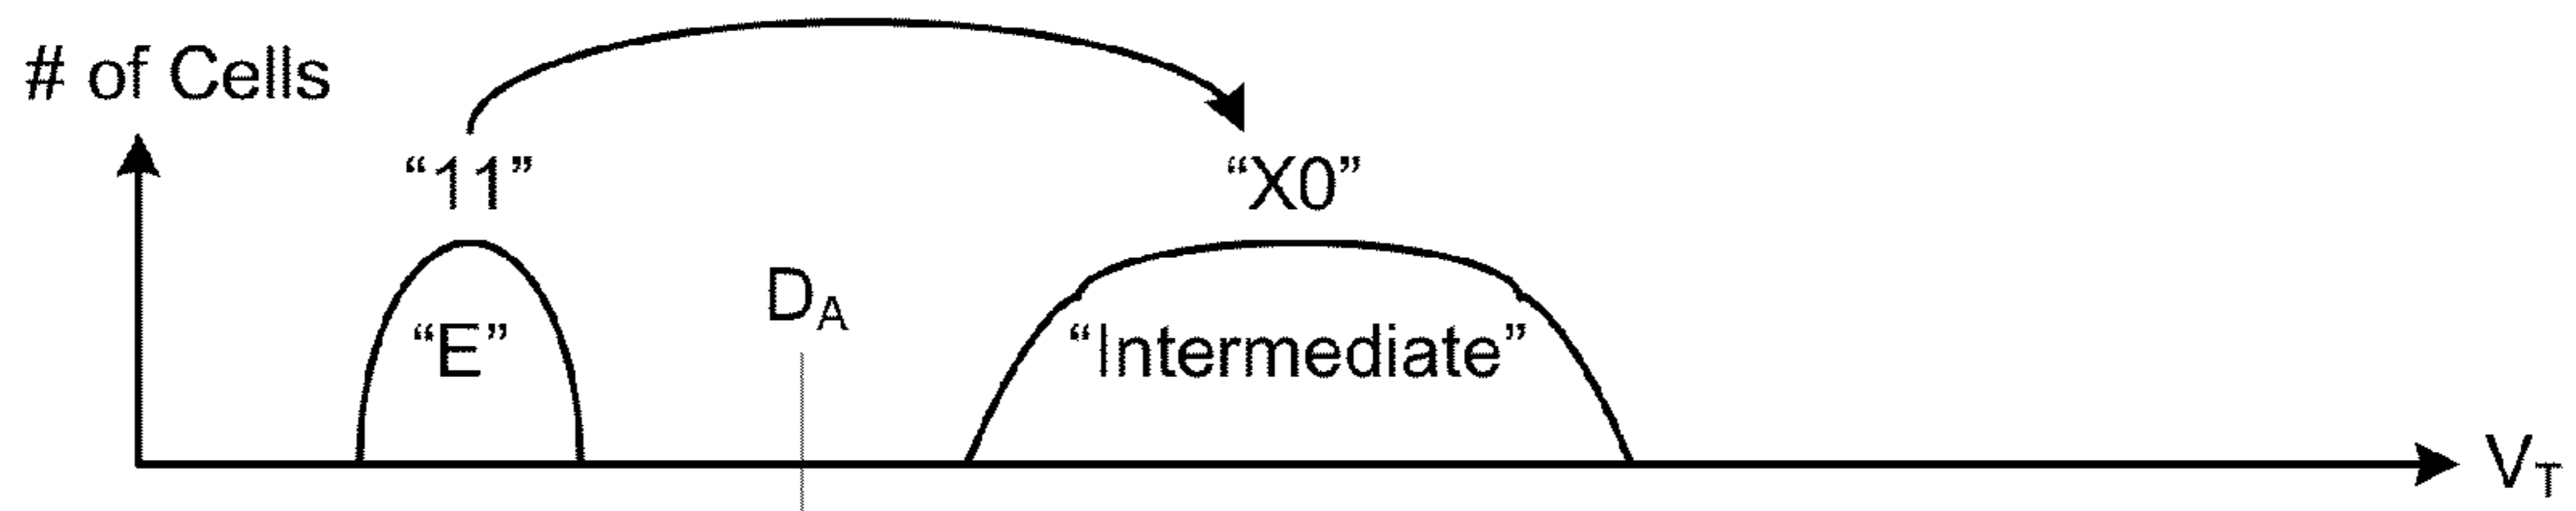 # of Cells
“11”
“X0”
D_A
“E”
“Intermediate”
V_T